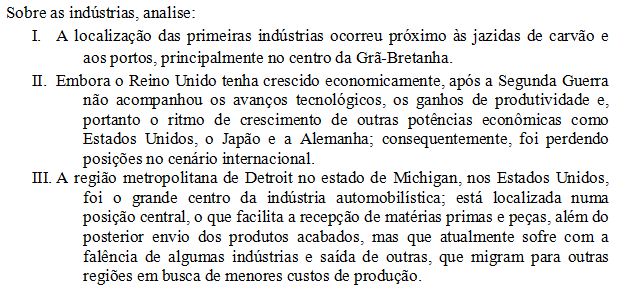 Sobre as indústrias, analise:
I. A localização das primeiras indústrias ocorreu próximo às jazidas de carvão e
aos portos, principalmente no centro da Grã-Bretanha.
II. Embora o Reino Unido tenha crescido economicamente, após a Segunda Guerra
não acompanhou os avanços tecnológicos, os ganhos de produtividade e,
portanto o ritmo de crescimento de outras potências econômicas como
Estados Unidos, o Japão e a Alemanha; consequentemente, foi perdendo
posições no cenário internacional.
III. A região metropolitana de Detroit no estado de Michigan, nos Estados Unidos,
foi o grande centro da indústria automobilística; está localizada numa
posição central, o que facilita a recepção de matérias primas e peças, além do
posterior envio dos produtos acabados, mas que atualmente sofre com a
falência de algumas indústrias e saída de outras, que migram para outras
regiões em busca de menores custos de produção.